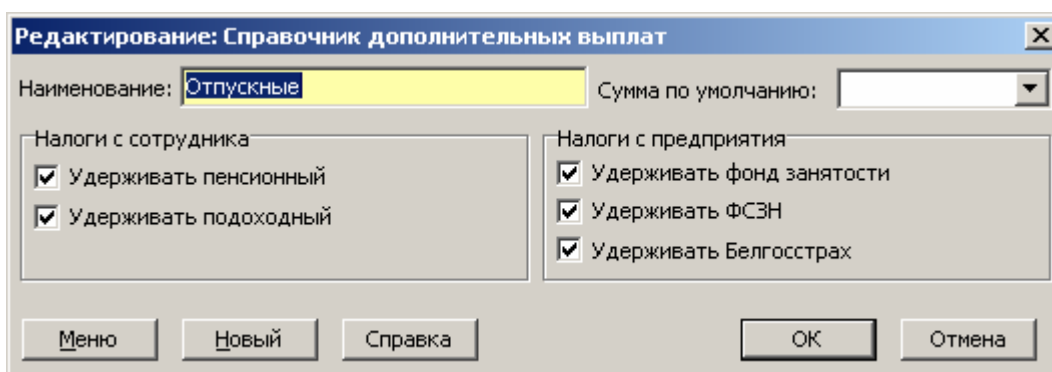 Редактирование: Справочник дополнительных выплат
Наименование: Отпускные Сумма по умолчанию:
Налоги с сотрудника Налоги с предприятия
Удерживать пенсионный Удерживать фонд занятости
Удерживать подоходный Удерживать ФСЗН
Удерживать Белгосстрах
Меню Новый Справка ОК Отмена